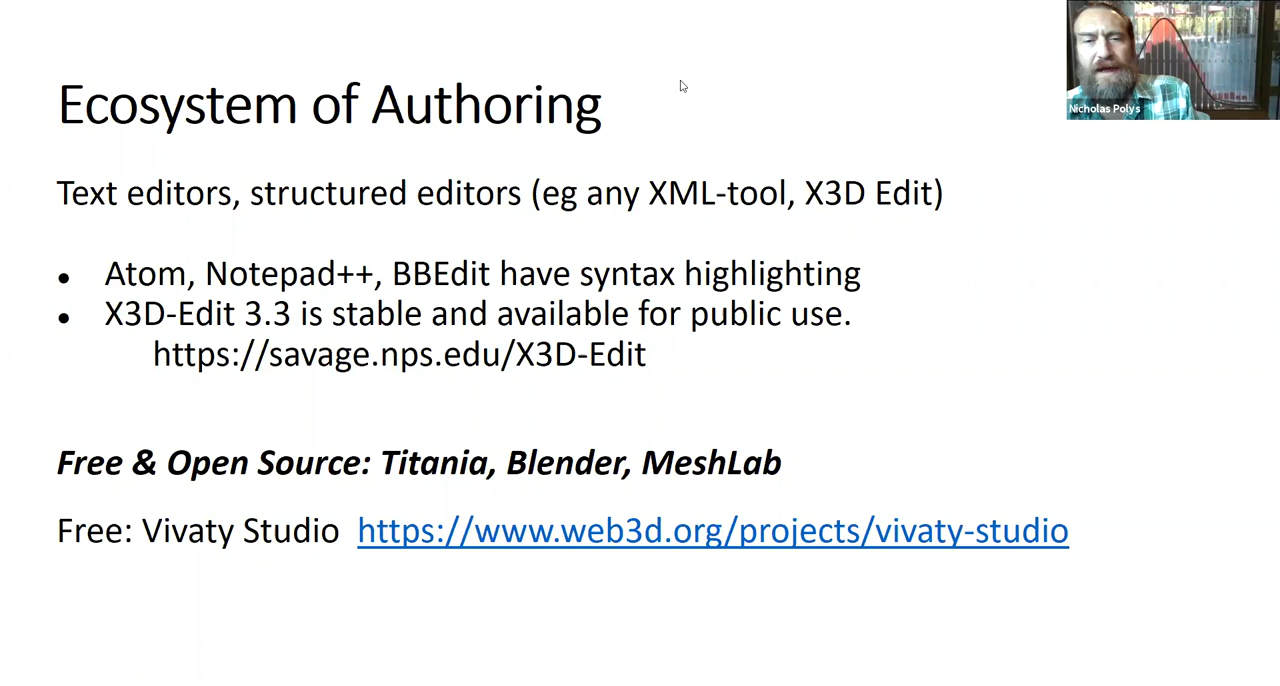 Nicholas Polys
Ecosystem of Authoring
Text editors, structured editors (eg any XML-tool, X3D Edit)
● Atom, Notepad++, BBEdit have syntax highlighting
● X3D-Edit 3.3 is stable and available for public use.
https://savage.nps.edu/X3D-Edit
Free & Open Source: Titania, Blender, MeshLab
Free: Vivaty Studio https://www.web3d.org/projects/vivaty-studio